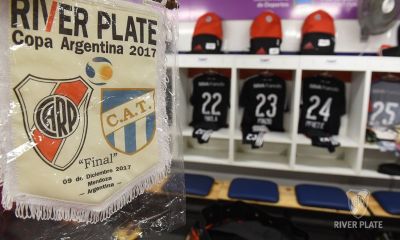 RIVER PLATE
Copa Argentina 2017
CARP
C.A.T.
"Final"
09 de. Diciembre 2017
Mendoza
– Argentina –
22
23
24
25
RIVER PLATE